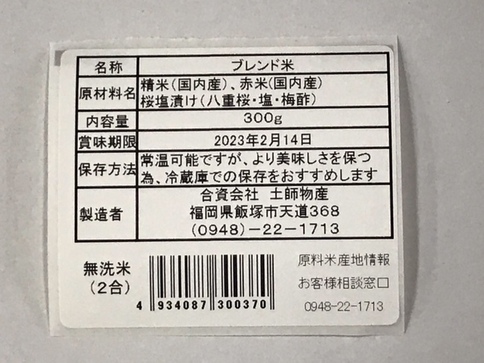 名称 ブレンド米
原材料名 精米(国内産)、赤米(国内産)
桜塩漬け(八重桜・塩・梅酢)
内容量 300g
賞味期限 2023年2月14日
保存方法 常温可能ですが、より美味しさを保つ
為、冷蔵庫での保存をおすすめします
製造者 合資会社 土師物産
福岡県飯塚市天道368
(0948)-22-1713
無洗米
(2合)
4 934087 300370
原料米産地情報
お客様相談窓口
0948-22-1713